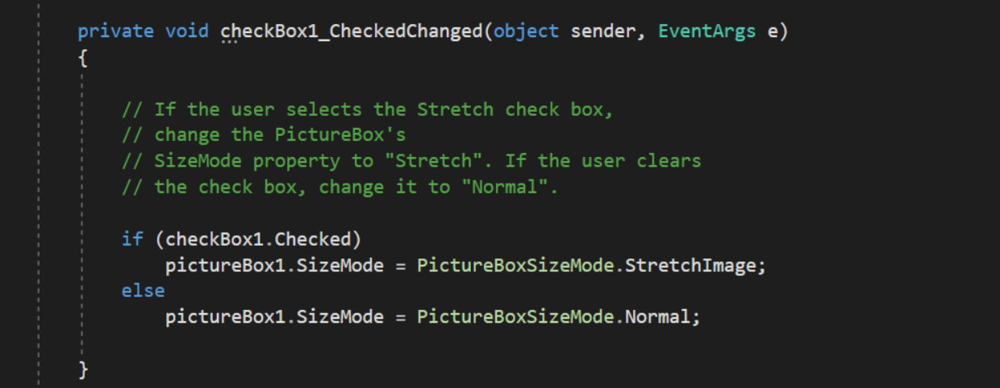 private void checkBox1_CheckedChanged(object sender, EventArgs e)
{
// If the user selects the Stretch check box,
// change the PictureBox's
// SizeMode property to "Stretch". If the user clears
// the check box, change it to "Normal".
if (checkBox1.Checked)
pictureBox1.SizeMode = PictureBoxSizeMode.StretchImage;
else
pictureBox1.SizeMode = PictureBoxSizeMode.Normal;
}